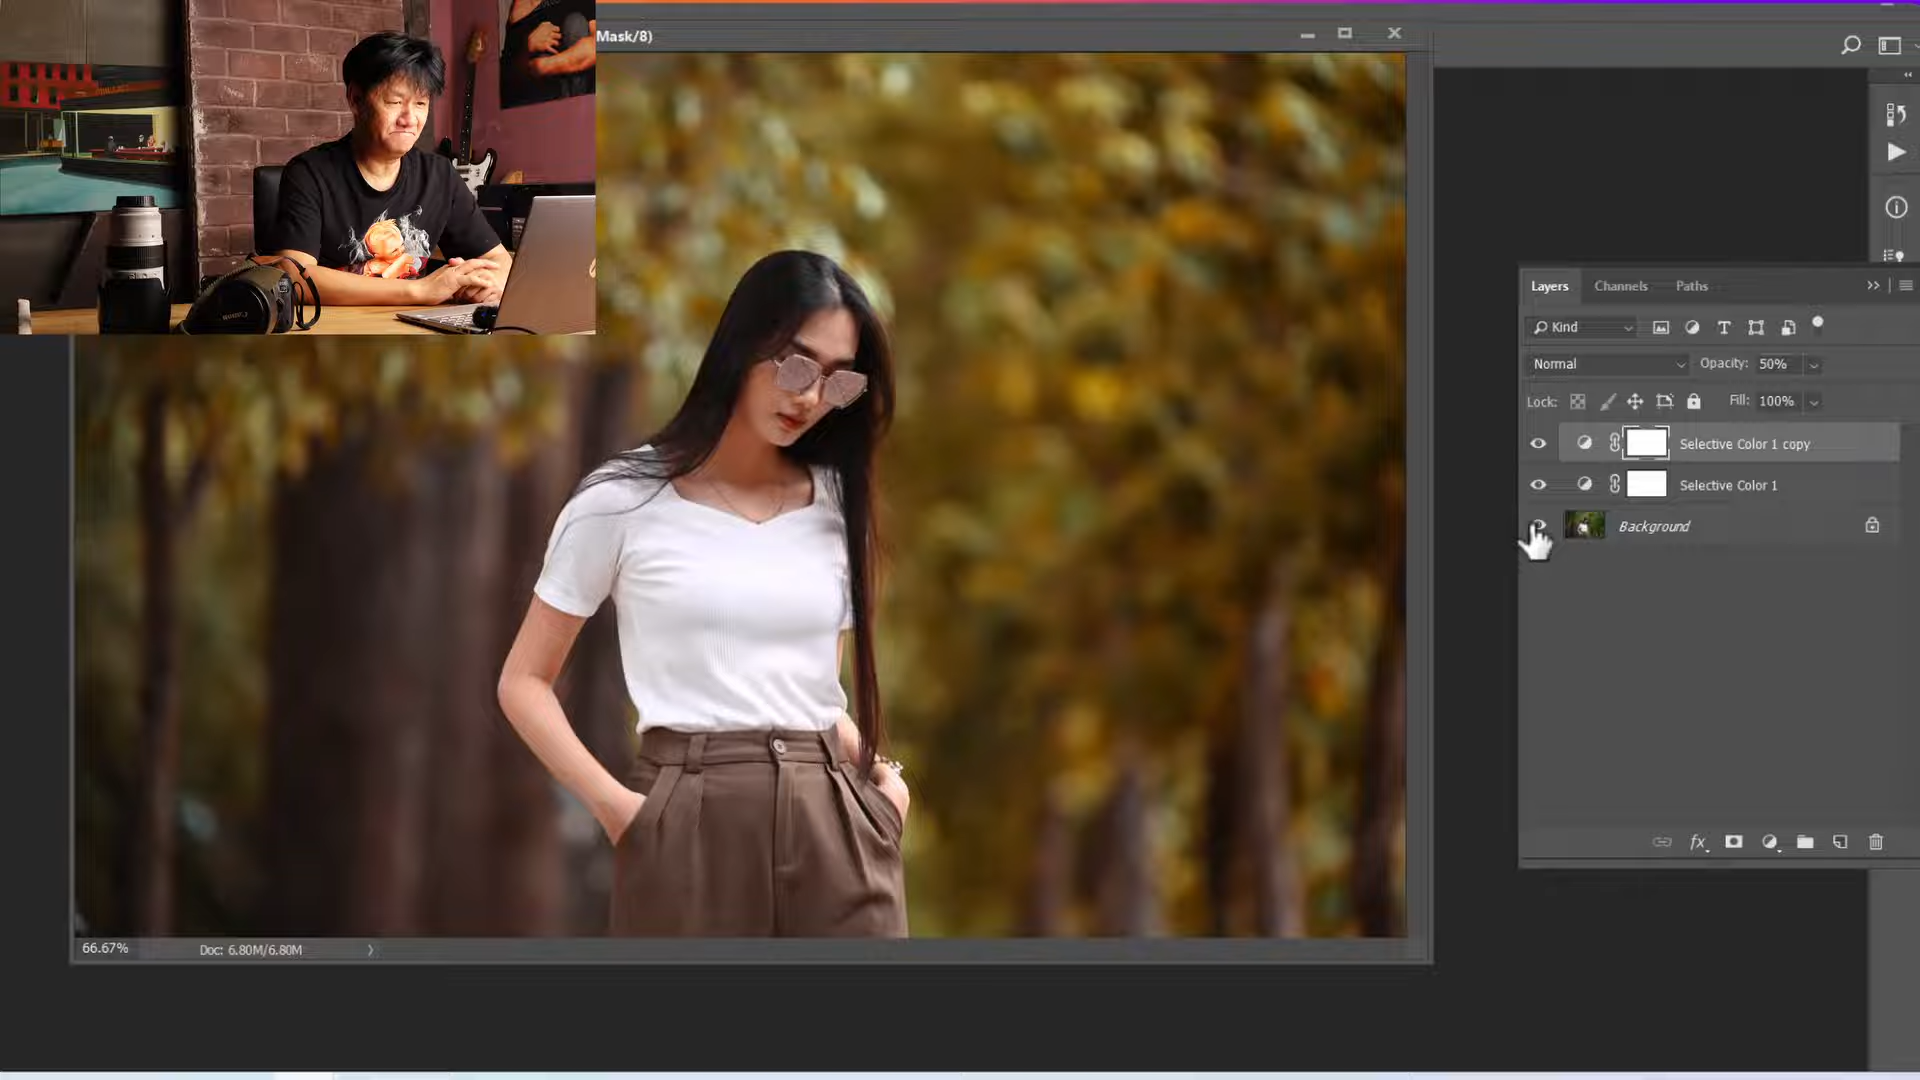 Mask/8)
Layers
Channels
Paths
Kind
Normal
Opacity: 50%
Lock:
Fill: 100%
Selective Color 1 copy
Selective Color 1
Background
fx
66.67%
Doc: 6.80M/6.80M